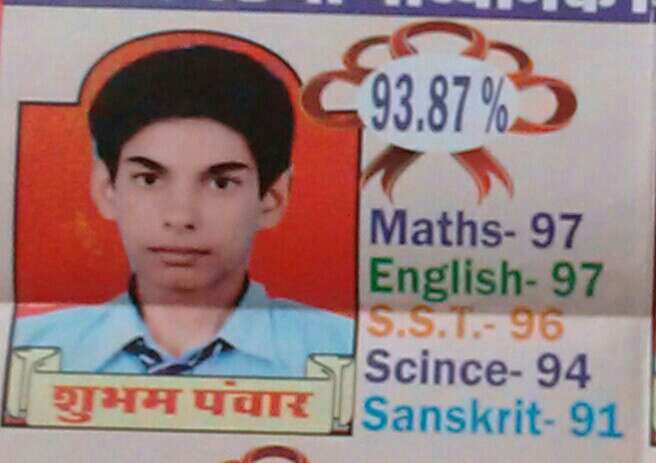 93.87 %
Maths- 97
English- 97
S.S.T.- 96
Scince- 94
Sanskrit- 91
शुभम पंवार